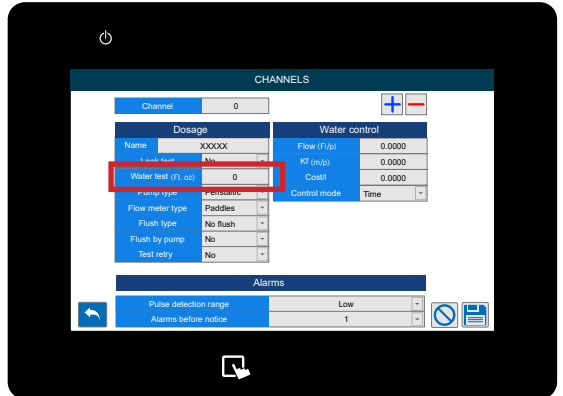 CHANNELS
Channel 0
Dosage
Name XXXXX
Leak test No
Water test (Fl. oz) 0
Pump type Peristaltic
Flow meter type Paddles
Flush type No flush
Flush by pump No
Test retry No
Water control
Flow (Fl/p) 0.0000
Kf (m/p) 0.0000
Cost/l 0.0000
Control mode Time
Alarms
Pulse detection range Low
Alarms before notice 1